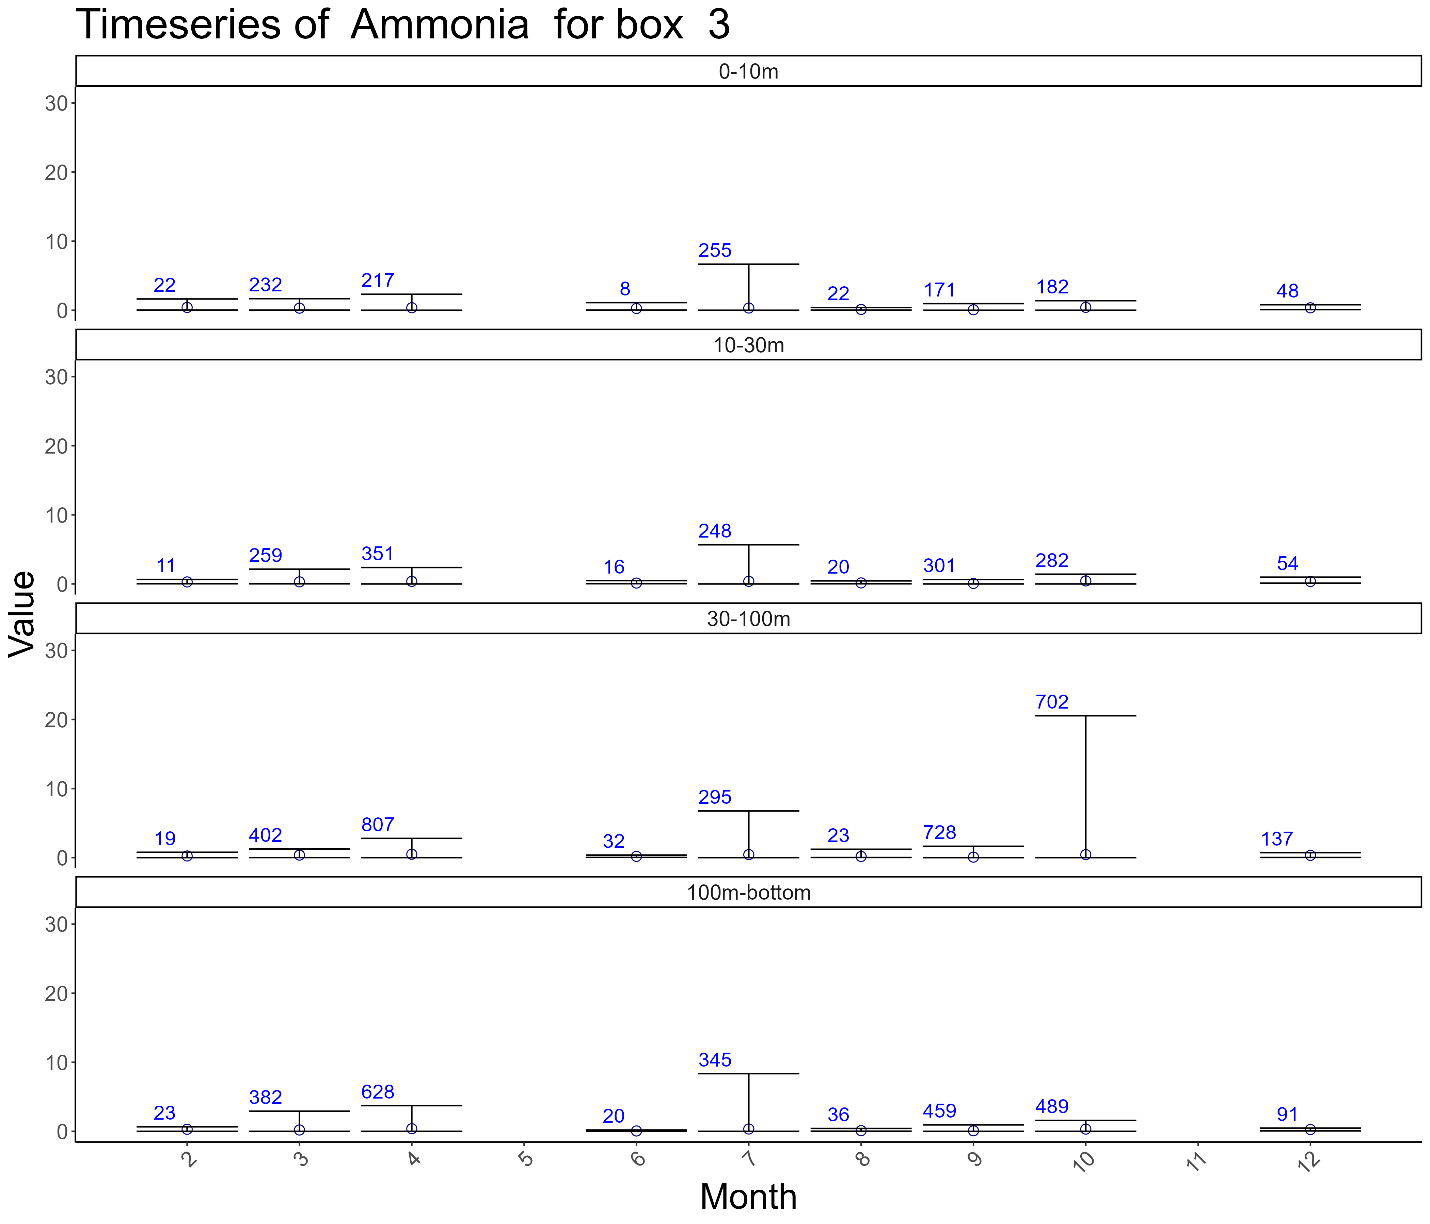 Timeseries of  Ammonia  for box  3
0-10m
30
20
10
0
22 232 217 8 255 22 171 182 48
10-30m
30
20
10
0
11 259 351 16 248 20 301 282 54
30-100m
30
20
10
0
19 402 807 32 295 23 728 702 137
100m-bottom
30
20
10
0
23 382 628 20 345 36 459 489 91
2 3 4 5 6 7 8 9 10 11 12
Month
Value